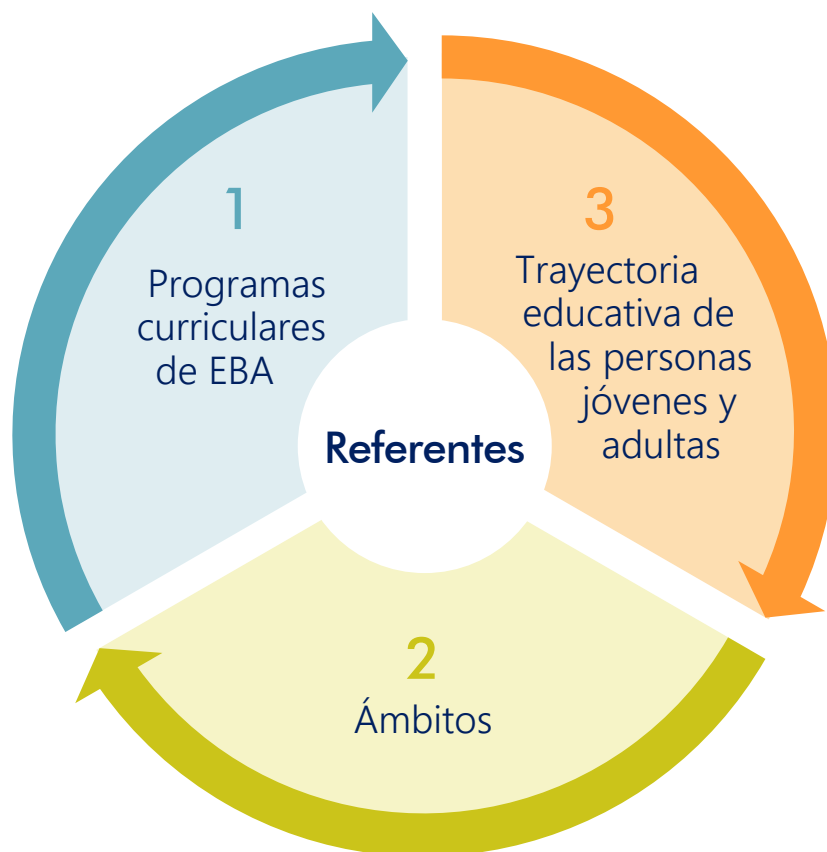 1
Programas
curriculares
de EBA
3
Trayectoria
educativa de
las personas
jóvenes y
adultas
Referentes
2
Ámbitos